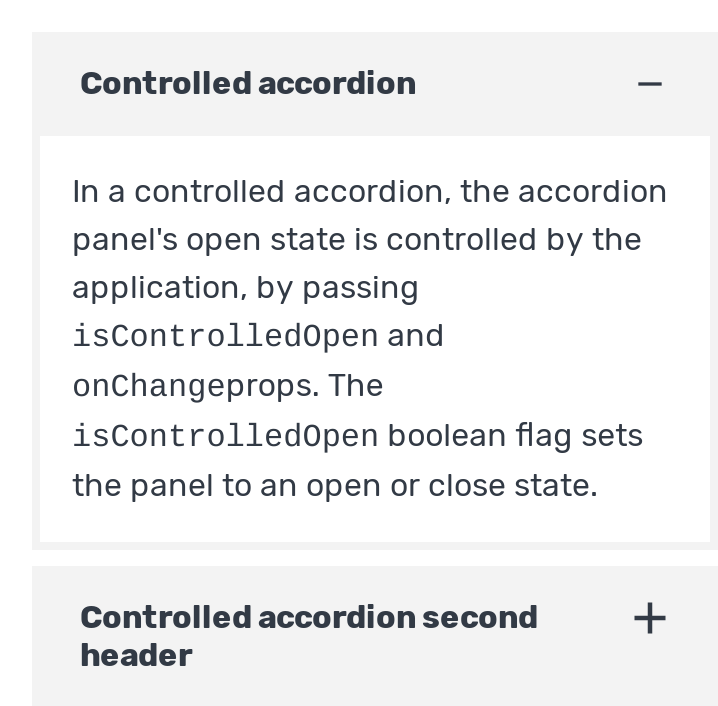 Controlled accordion
In a controlled accordion, the accordion
panel's open state is controlled by the
application, by passing
isControlledOpen and
onChangeprops. The
isControlledOpen boolean flag sets
the panel to an open or close state.
Controlled accordion second
header